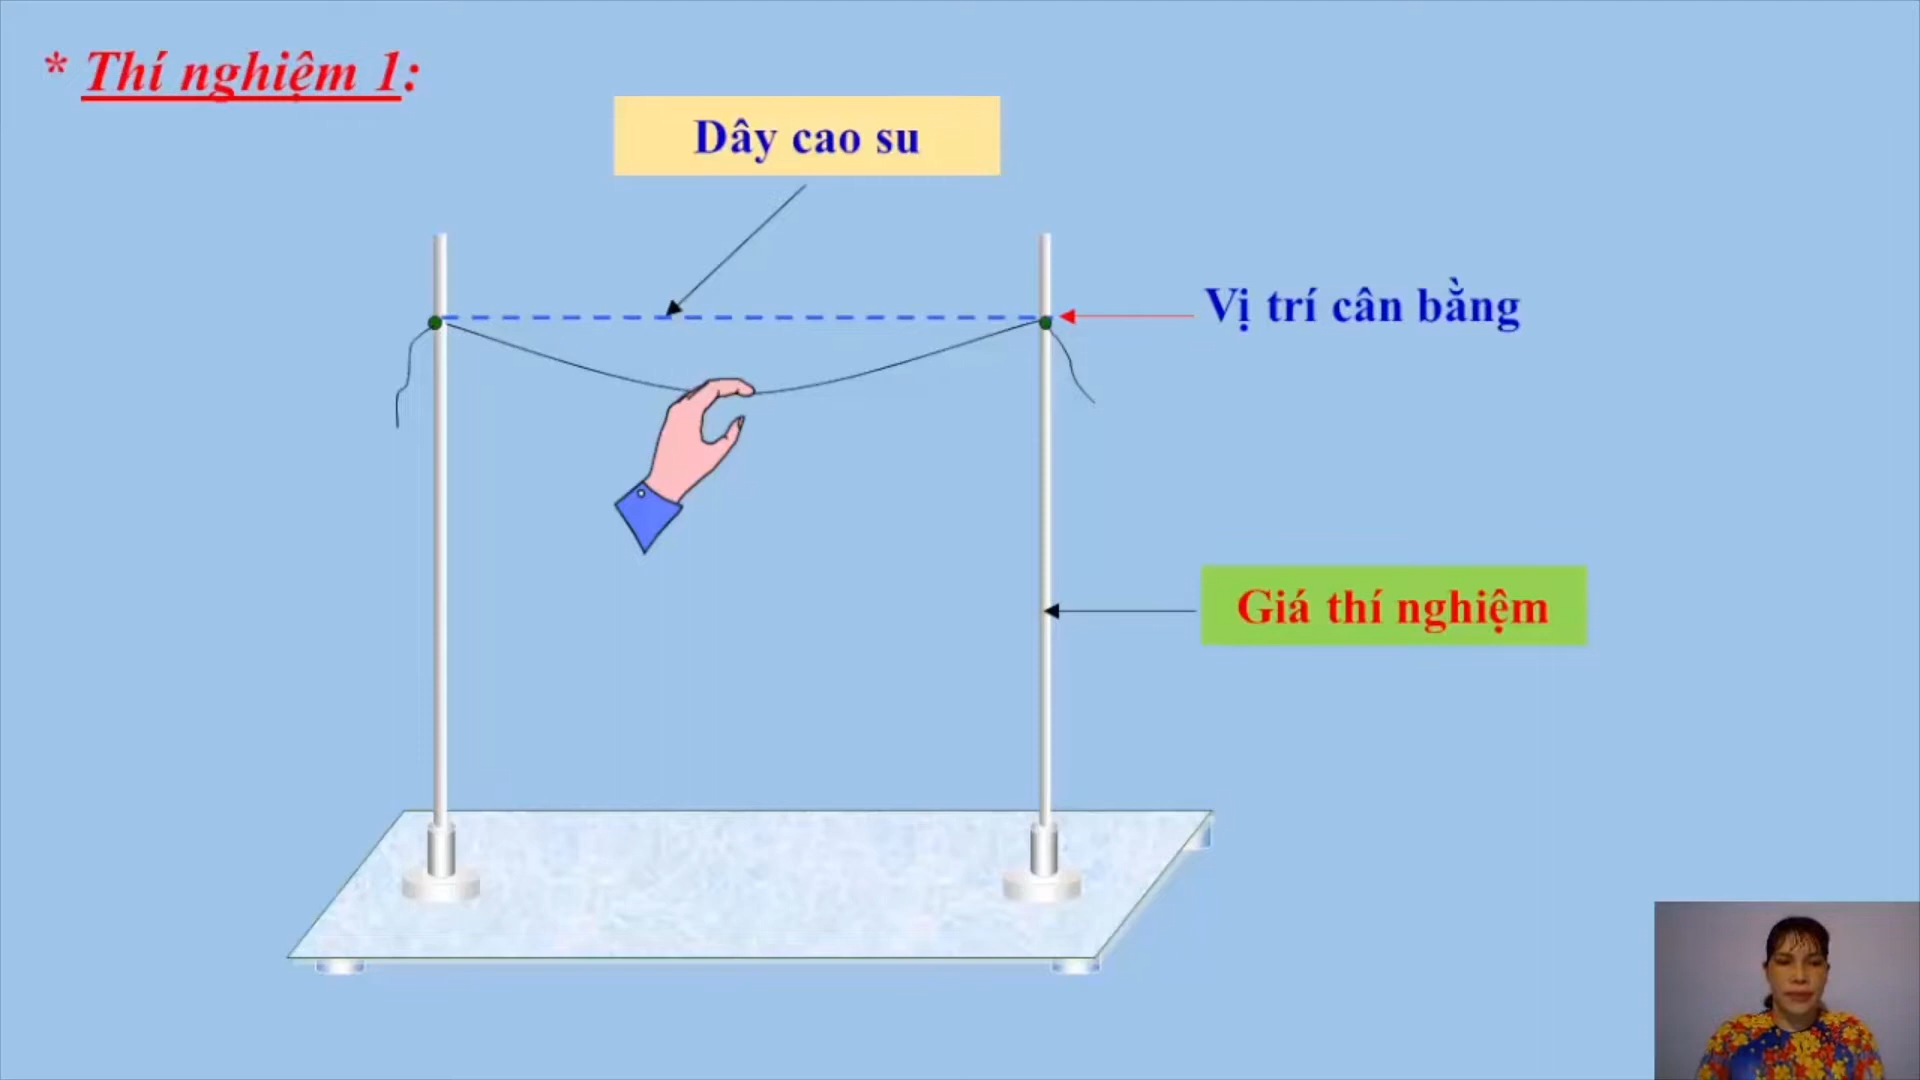 * Thí nghiệm 1:
Dây cao su
Vị trí cân bằng
Giá thí nghiệm